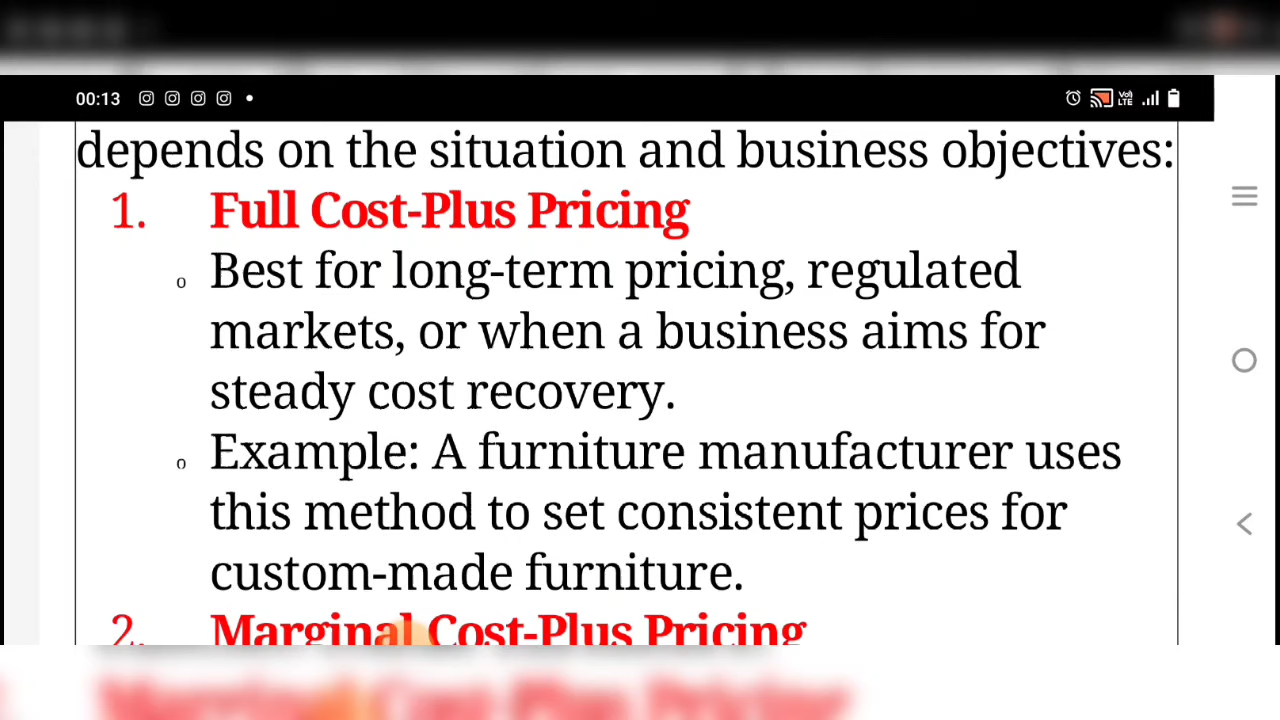 00:13
Vo) LTE
depends on the situation and business objectives:
1. Full Cost-Plus Pricing
o Best for long-term pricing, regulated
markets, or when a business aims for
steady cost recovery.
o Example: A furniture manufacturer uses
this method to set consistent prices for
custom-made furniture.
2. Marginal Cost-Plus Pricing